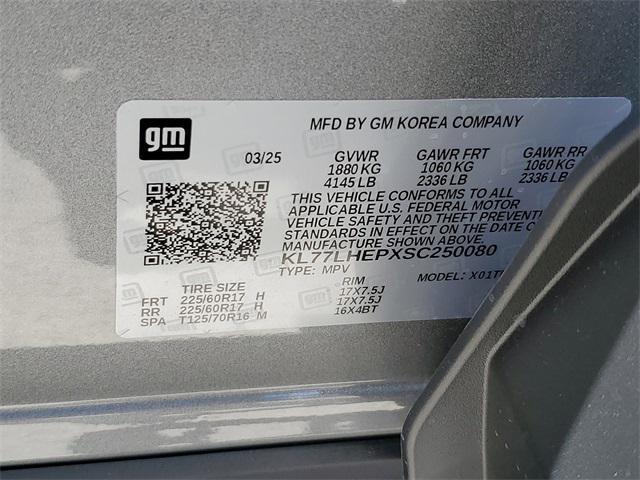 gm
MFD BY GM KOREA COMPANY
03/25 GVWR GAWR FRT GAWR RR
1880 KG 1060 KG 1060 KG
4145 LB 2336 LB 2336 LB
THIS VEHICLE CONFORMS TO ALL
APPLICABLE U.S. FEDERAL MOTOR
VEHICLE SAFETY AND THEFT PREVENTI
STANDARDS IN EFFECT ON THE DATE O
MANUFACTURE SHOWN ABOVE.
KL77LHEPXSC250080
TYPE: MPV MODEL: X01T
TIRE SIZE RIM
FRT 225/60R17 H 17X7.5J
RR 225/60R17 H 17X7.5J
SPA T125/70R16 M 16X4BT